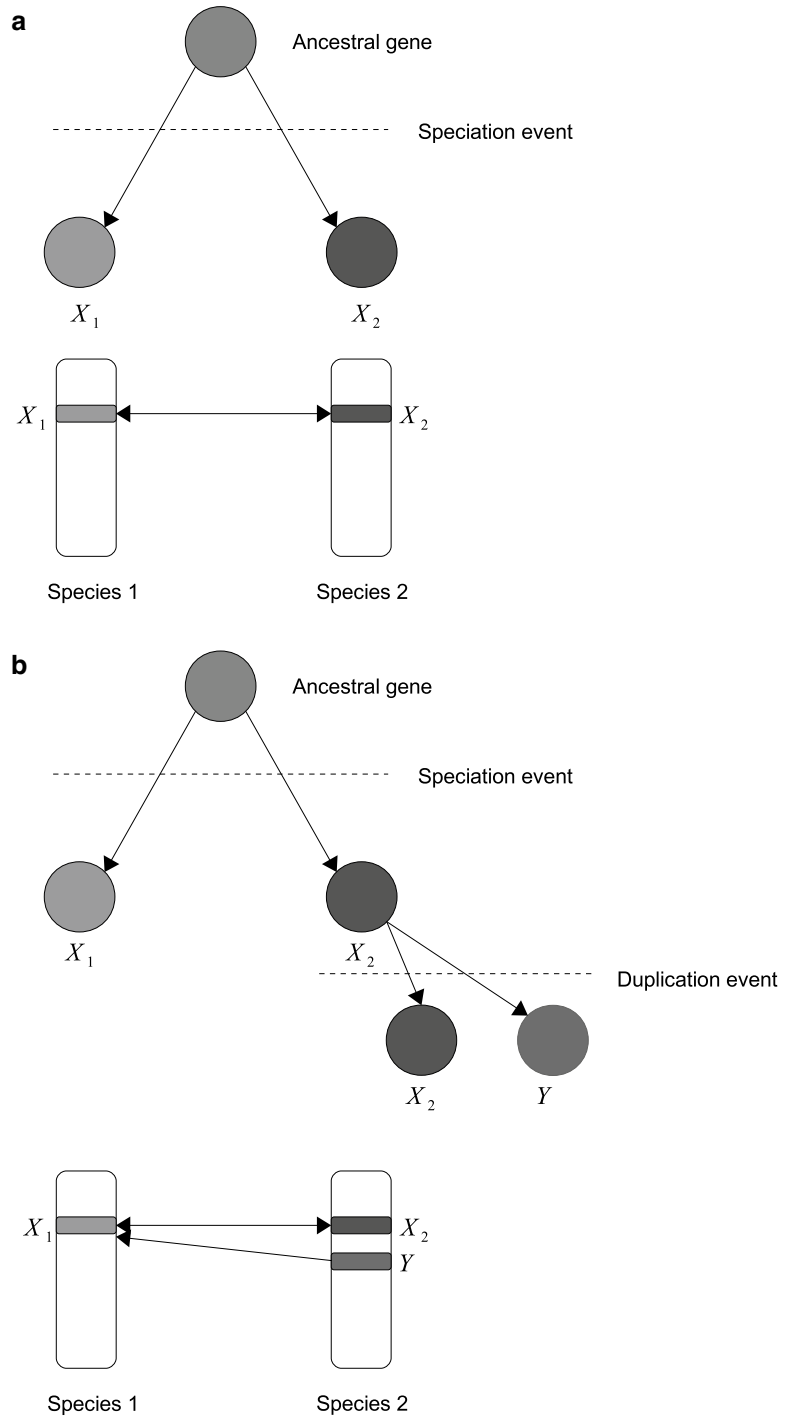 a
Ancestral gene
Speciation event
X1 X2
X1 X2
Species 1 Species 2
b
Ancestral gene
Speciation event
X1 X2
Duplication event
X2 Y
X1 X2
Y
Species 1 Species 2